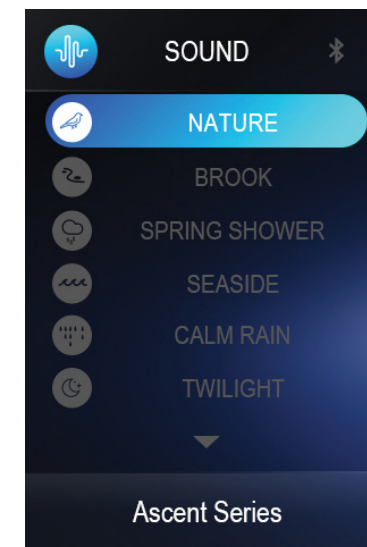 SOUND
NATURE
BROOK
SPRING SHOWER
SEASIDE
CALM RAIN
TWILIGHT
Ascent Series